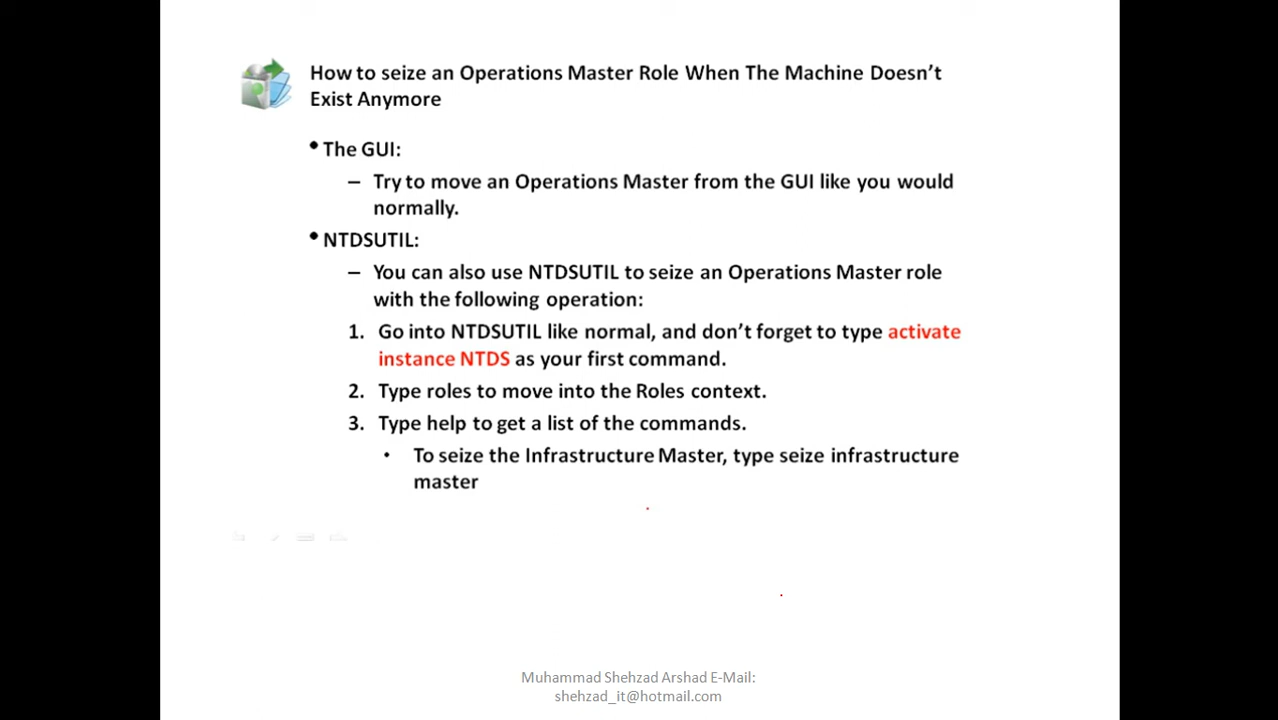 How to seize an Operations Master Role When The Machine Doesn’t
Exist Anymore
• The GUI:
– Try to move an Operations Master from the GUI like you would
normally.
• NTDSUTIL:
– You can also use NTDSUTIL to seize an Operations Master role
with the following operation:
1. Go into NTDSUTIL like normal, and don’t forget to type activate
instance NTDS as your first command.
2. Type roles to move into the Roles context.
3. Type help to get a list of the commands.
• To seize the Infrastructure Master, type seize infrastructure
master
Muhammad Shehzad Arshad E-Mail:
shehzad_it@hotmail.com